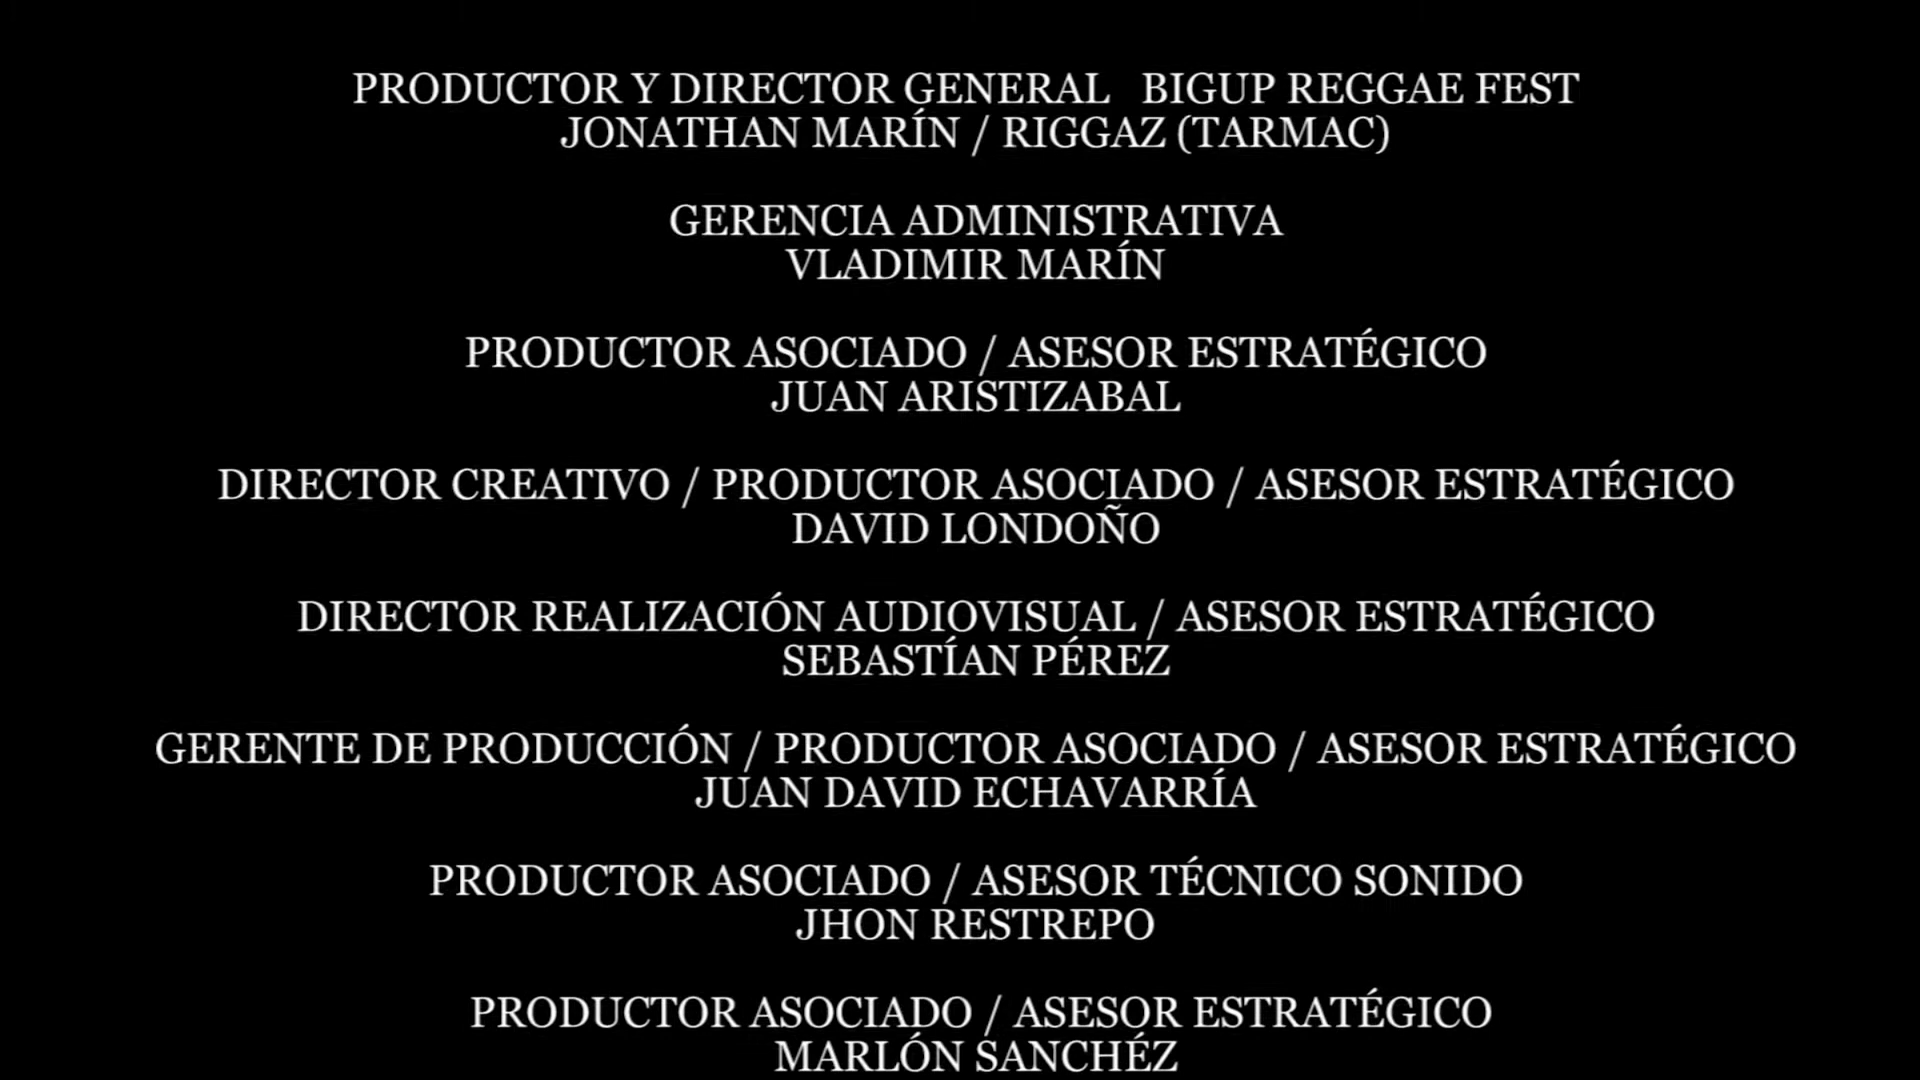 PRODUCTOR Y DIRECTOR GENERAL   BIGUP REGGAE FEST
JONATHAN MARÍN / RIGGAZ (TARMAC)
GERENCIA ADMINISTRATIVA
VLADIMIR MARÍN
PRODUCTOR ASOCIADO / ASESOR ESTRATÉGICO
JUAN ARISTIZABAL
DIRECTOR CREATIVO / PRODUCTOR ASOCIADO / ASESOR ESTRATÉGICO
DAVID LONDOÑO
DIRECTOR REALIZACIÓN AUDIOVISUAL / ASESOR ESTRATÉGICO
SEBASTÍAN PÉREZ
GERENTE DE PRODUCCIÓN / PRODUCTOR ASOCIADO / ASESOR ESTRATÉGICO
JUAN DAVID ECHAVARRÍA
PRODUCTOR ASOCIADO / ASESOR TÉCNICO SONIDO
JHON RESTREPO
PRODUCTOR ASOCIADO / ASESOR ESTRATÉGICO
MARLÓN SANCHÉZ